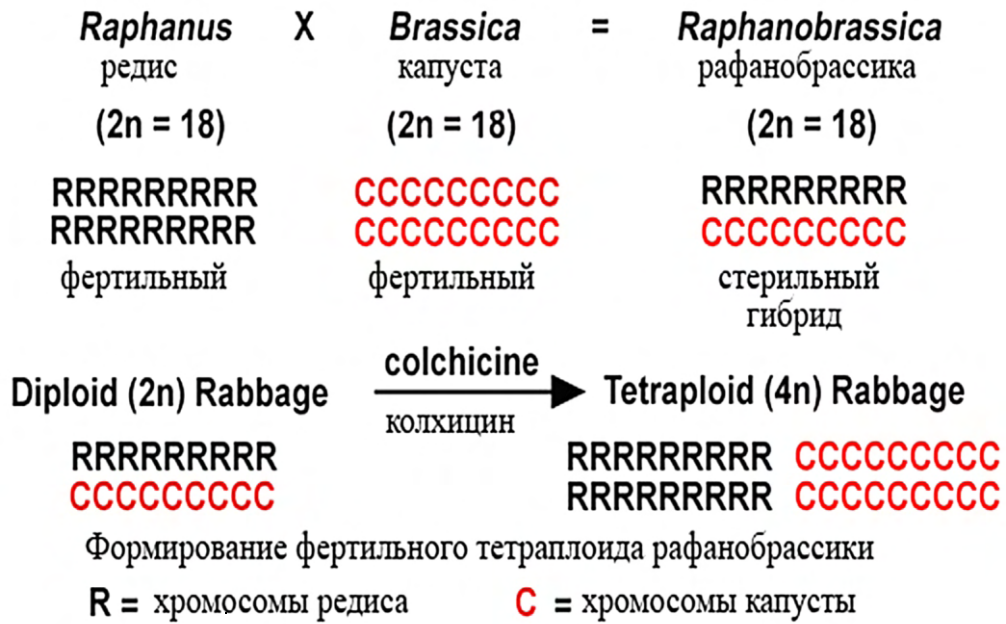 Raphanus X Brassica = Raphanobrassica
редис капуста рафанобрассика
(2n = 18) (2n = 18) (2n = 18)
RRRRRRRRR CCCCCCCCC RRRRRRRRR
RRRRRRRRR CCCCCCCCC CCCCCCCCC
фертильный фертильный стерильный
гибрид
colchicine
Diploid (2n) Rabbage Tetraploid (4n) Rabbage
колхицин
RRRRRRRRR RRRRRRRRR CCCCCCCCC
CCCCCCCCC RRRRRRRRR CCCCCCCCC
Формирование фертильного тетраплоида рафанобрассики
R = хромосомы редиса C = хромосомы капусты